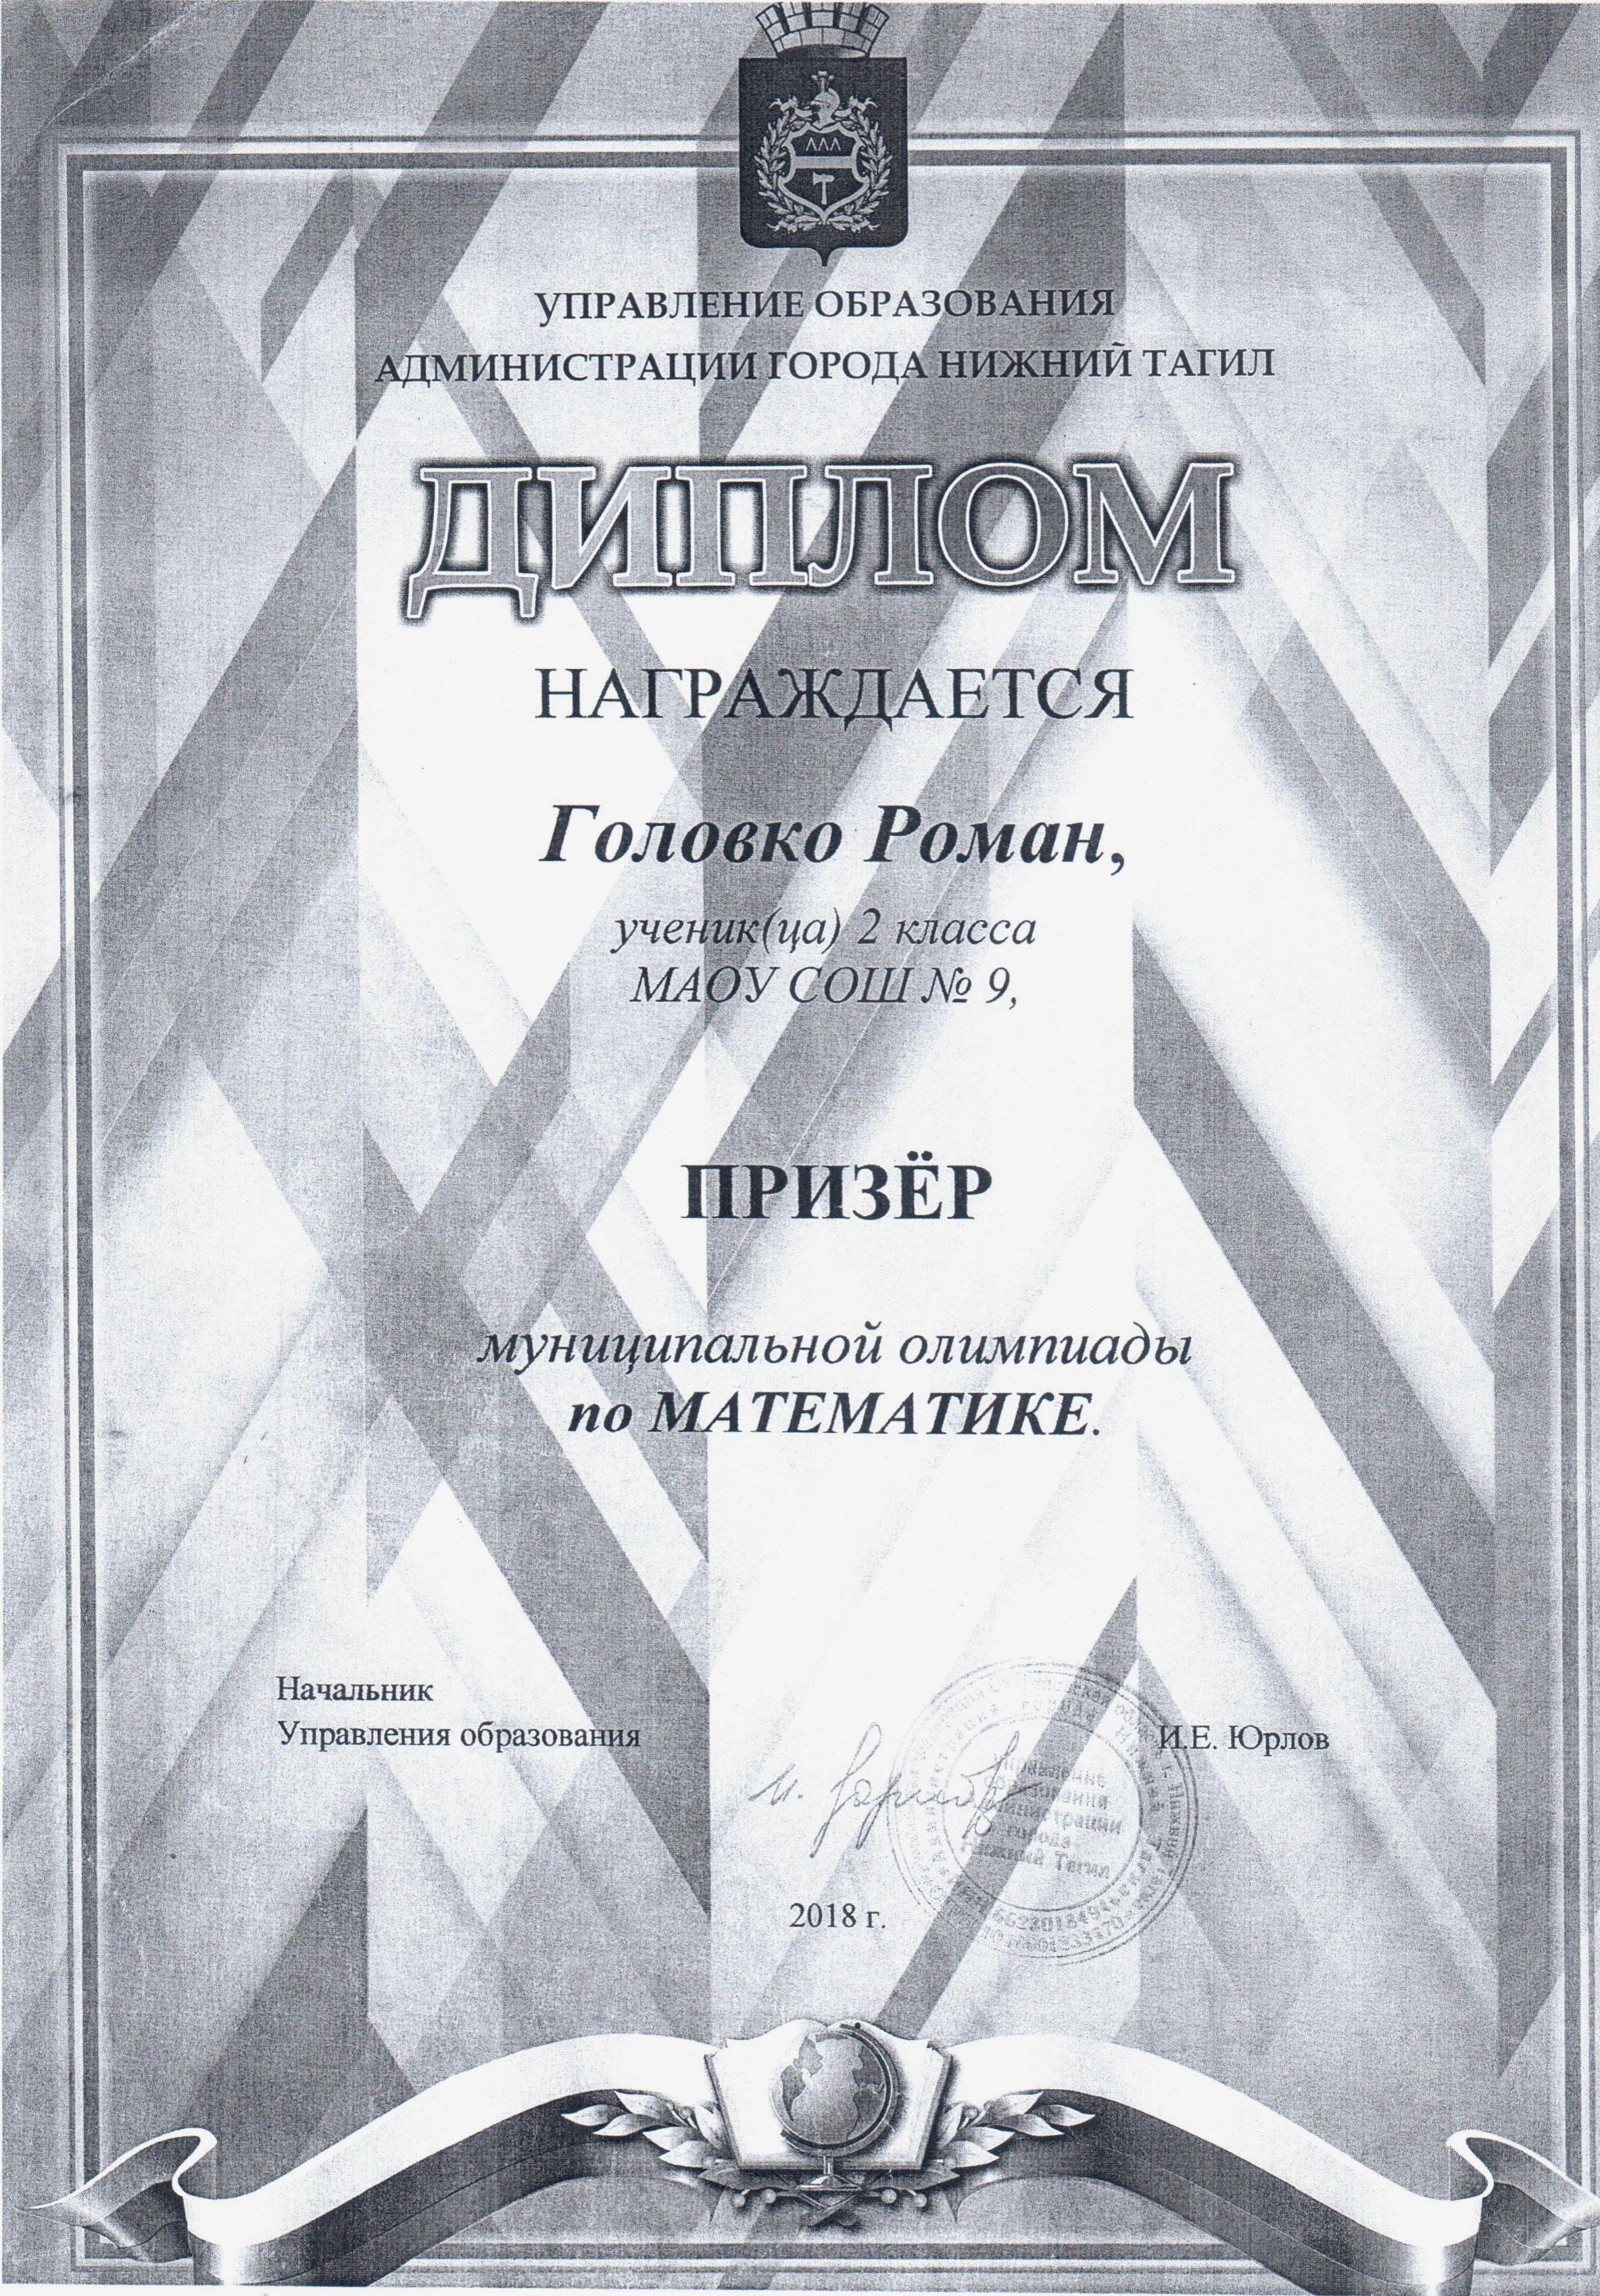 УПРАВЛЕНИЕ ОБРАЗОВАНИЯ
АДМИНИСТРАЦИИ ГОРОДА НИЖНИЙ ТАГИЛ
ДИПЛОМ
НАГРАЖДАЕТСЯ
Головко Роман,
ученик(ца) 2 класса
МАОУ СОШ № 9,
ПРИЗЁР
муниципальной олимпиады
по МАТЕМАТИКЕ.
Начальник
Управления образования
И.Е. Юрлов
Управление
образования
администрации
города
Нижний Тагил
2018 г.